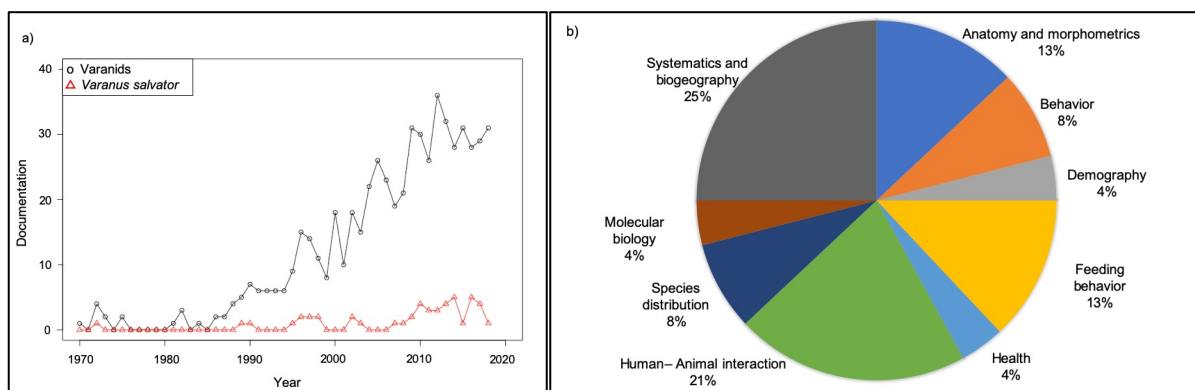 a)
Varanids
Varanus salvator
40
30
20
10
0
Documentation
1970
1980
1990
2000
2010
2020
Year
b)
Anatomy and morphometrics
13%
Behavior
8%
Demography
4%
Feeding
behavior
13%
Health
4%
Human– Animal interaction
21%
Species
distribution
8%
Molecular
biology
4%
Systematics and
biogeography
25%